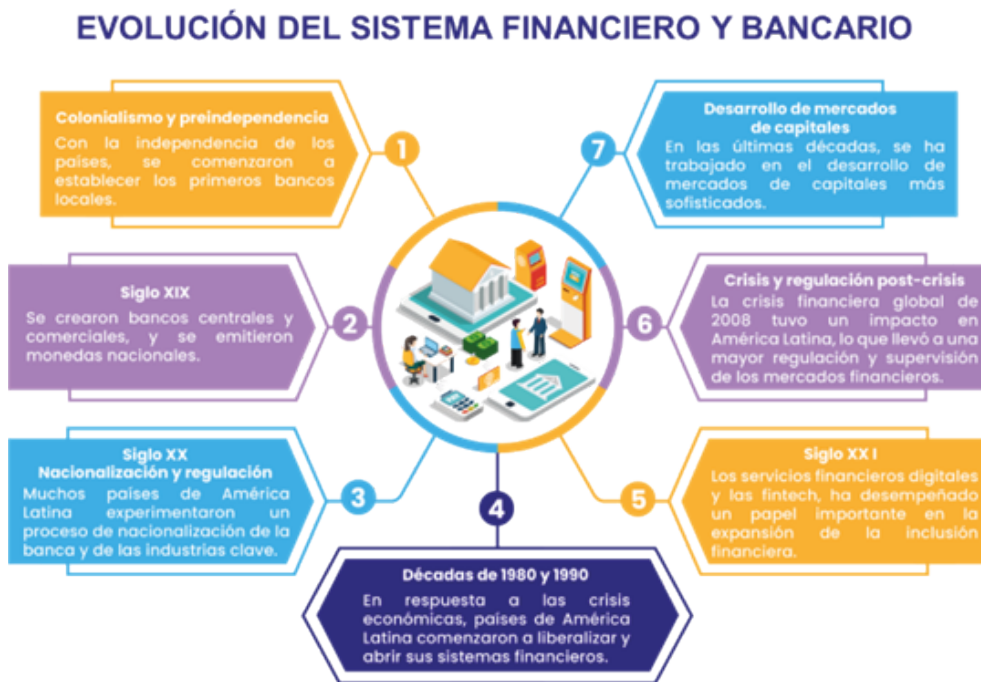 EVOLUCIÓN DEL SISTEMA FINANCIERO Y BANCARIO
Colonialismo y preindependencia
Con la independencia de los
países, se comenzaron a
establecer los primeros bancos
locales.
1
Siglo XIX
Se crearon bancos centrales y
comerciales, y se emitieron
monedas nacionales.
2
Siglo XX
Nacionalización y regulación
Muchos países de América
Latina experimentaron un
proceso de nacionalización de la
banca y de las industrias clave.
3
4
Décadas de 1980 y 1990
En respuesta a las crisis
económicas, países de América
Latina comenzaron a liberalizar y
abrir sus sistemas financieros.
5
Siglo XX I
Los servicios financieros digitales
y las fintech, ha desempeñado
un papel importante en la
expansión de la inclusión
financiera.
6
Crisis y regulación post-crisis
La crisis financiera global de
2008 tuvo un impacto en
América Latina, lo que llevó a una
mayor regulación y supervisión
de los mercados financieros.
7
Desarrollo de mercados
de capitales
En las últimas décadas, se ha
trabajado en el desarrollo de
mercados de capitales más
sofisticados.